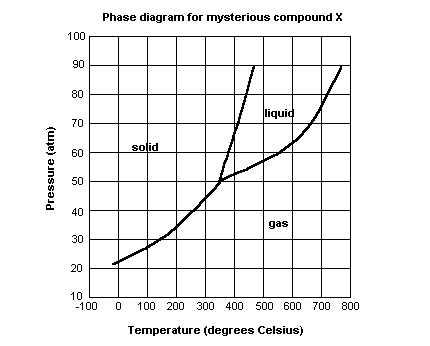 Phase diagram for mysterious compound X
100
90
80
70
60
50
40
30
20
10
Pressure (atm)
solid
liquid
gas
-100 0 100 200 300 400 500 600 700 800
Temperature (degrees Celsius)